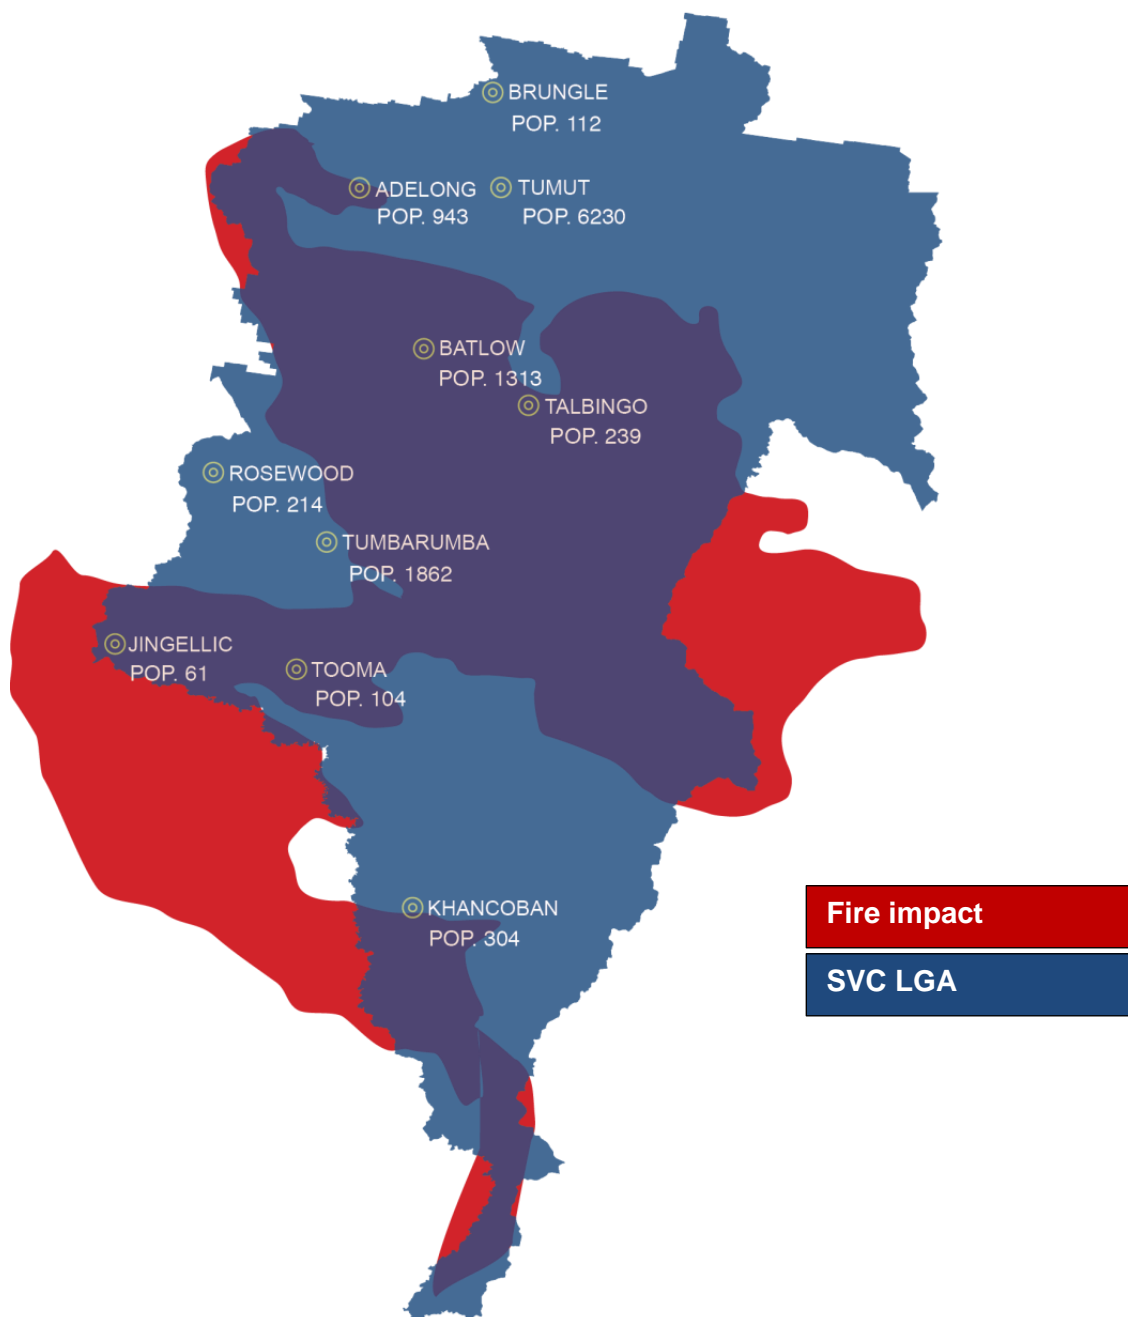 BRUNGLE
POP. 112
ADELONG
POP. 943
TUMUT
POP. 6230
BATLOW
POP. 1313
TALBINGO
POP. 239
ROSEWOOD
POP. 214
TUMBARUMBA
POP. 1862
JINGELLIC
POP. 61
TOOMA
POP. 104
KHANCOBAN
POP. 304
Fire impact
SVC LGA